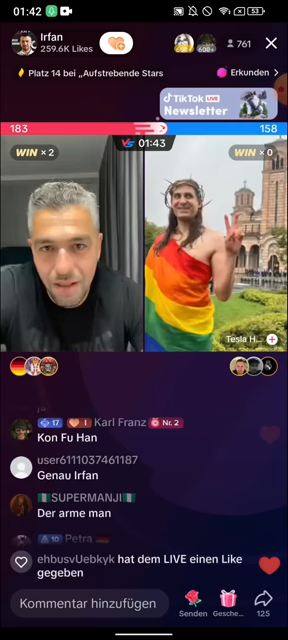 01:42
53
Irfan
259.6K Likes
600+
761
Platz 14 bei „Aufstrebende Stars
Erkunden
TikTok LIVE
Newsletter
183
158
WIN × 2
VS 01:43
WIN × 0
Tesla H...
17
I
Karl Franz
Nr. 2
Kon Fu Han
user6111037461187
Genau Irfan
SUPERMANJI
Der arme man
10
Petra
ehbusvUebkyk hat dem LIVE einen Like
gegeben
Kommentar hinzufügen
Senden
Gesche...
125